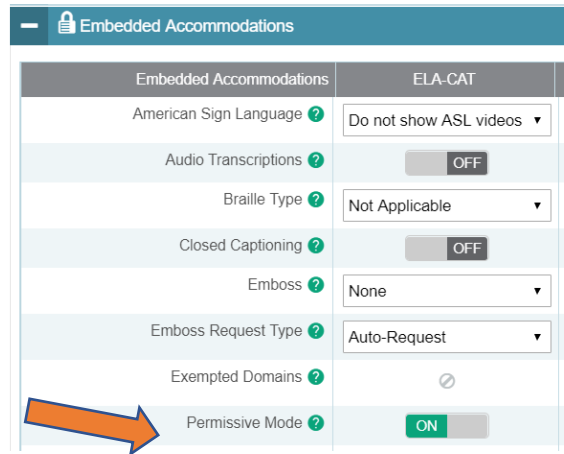 Embedded Accommodations
Embedded Accommodations ELA-CAT
American Sign Language ? Do not show ASL videos
Audio Transcriptions ? OFF
Braille Type ? Not Applicable
Closed Captioning ? OFF
Emboss ? None
Emboss Request Type ? Auto-Request
Exempted Domains ?
Permissive Mode ? ON